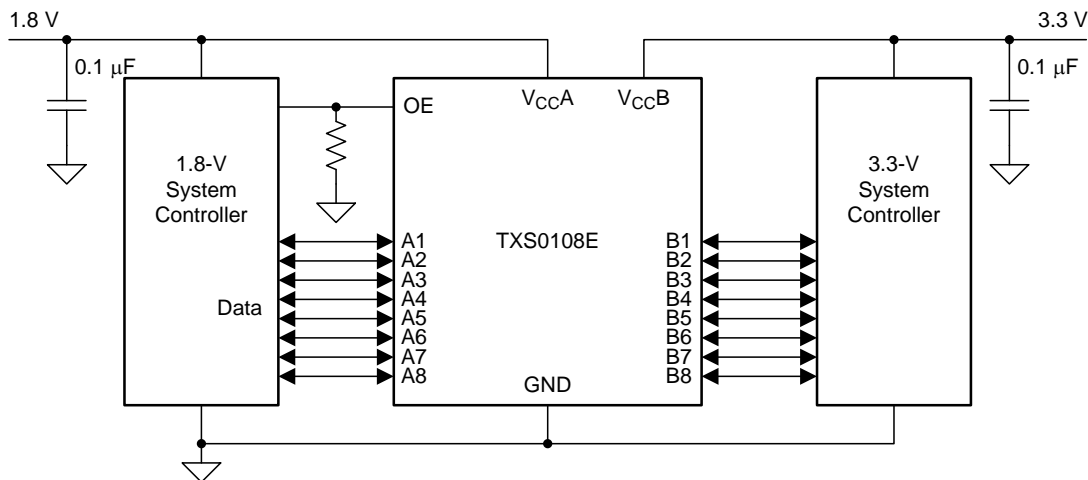 1.8 V
3.3 V
0.1 μF
0.1 μF
VCCA
VCCB
OE
1.8-V
System
Controller
3.3-V
System
Controller
TXS0108E
Data
A1
A2
A3
A4
A5
A6
A7
A8
B1
B2
B3
B4
B5
B6
B7
B8
GND